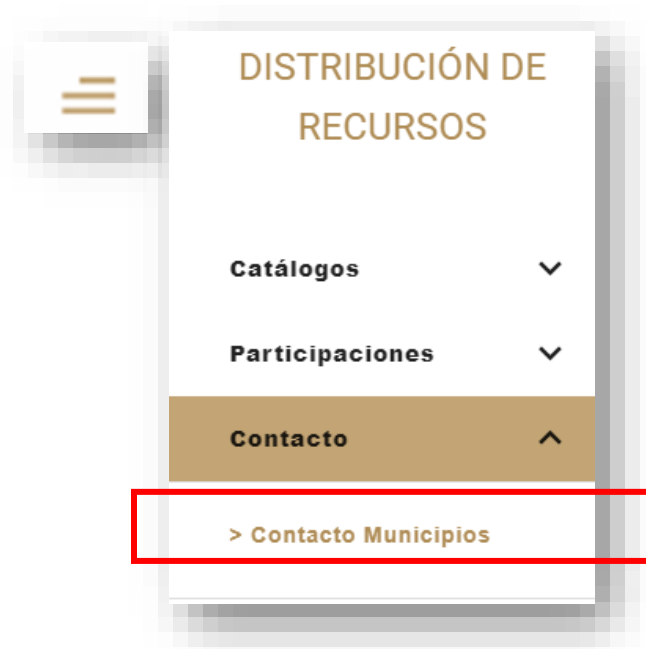 DISTRIBUCIÓN DE
RECURSOS
Catálogos
Participaciones
Contacto
> Contacto Municipios